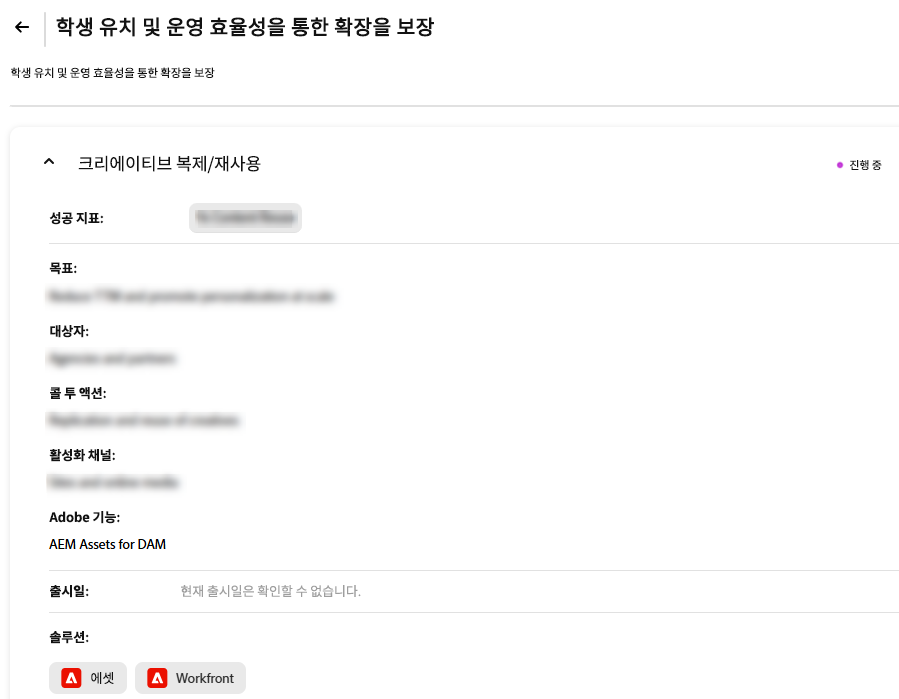 학생 유치 및 운영 효율성을 통한 확장을 보장
학생 유치 및 운영 효율성을 통한 확장을 보장
크리에이티브 복제/재사용
진행 중
성공 지표:
목표:
대상자:
콜 투 액션:
활성화 채널:
Adobe 기능:
AEM Assets for DAM
출시일:
현재 출시일은 확인할 수 없습니다.
솔루션:
에셋
Workfront